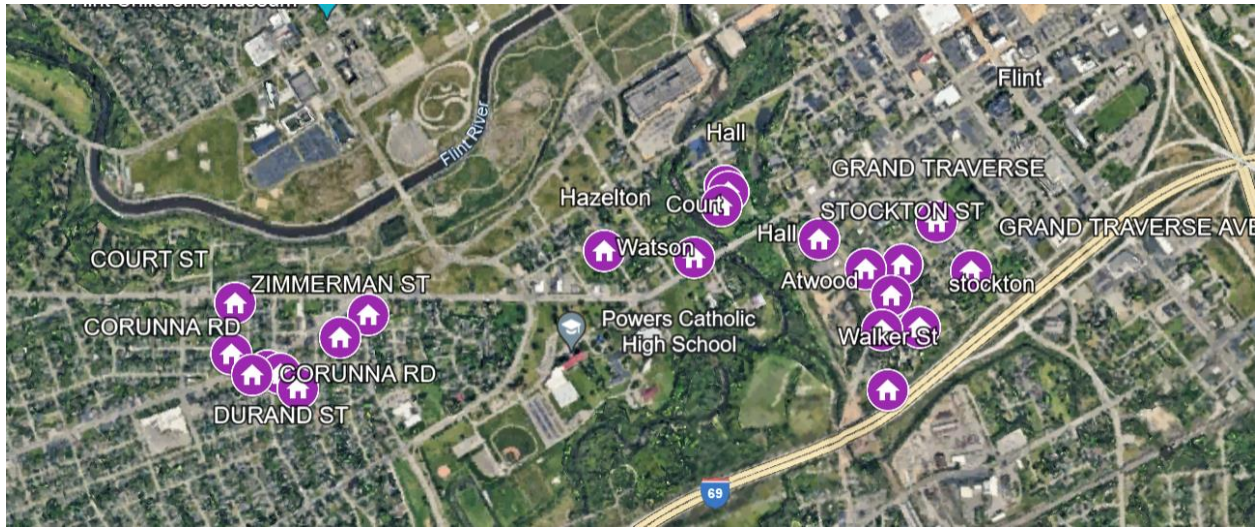 Flint Children's Museum
Flint
Flint River
Hall
GRAND TRAVERSE
Hazelton
Court
STOCKTON ST
Hall
GRAND TRAVERSE AVE
Watson
COURT ST
ZIMMERMAN ST
Atwood
stockton
CORUNNA RD
Powers Catholic
High School
Walker St
CORUNNA RD
DURAND ST
69